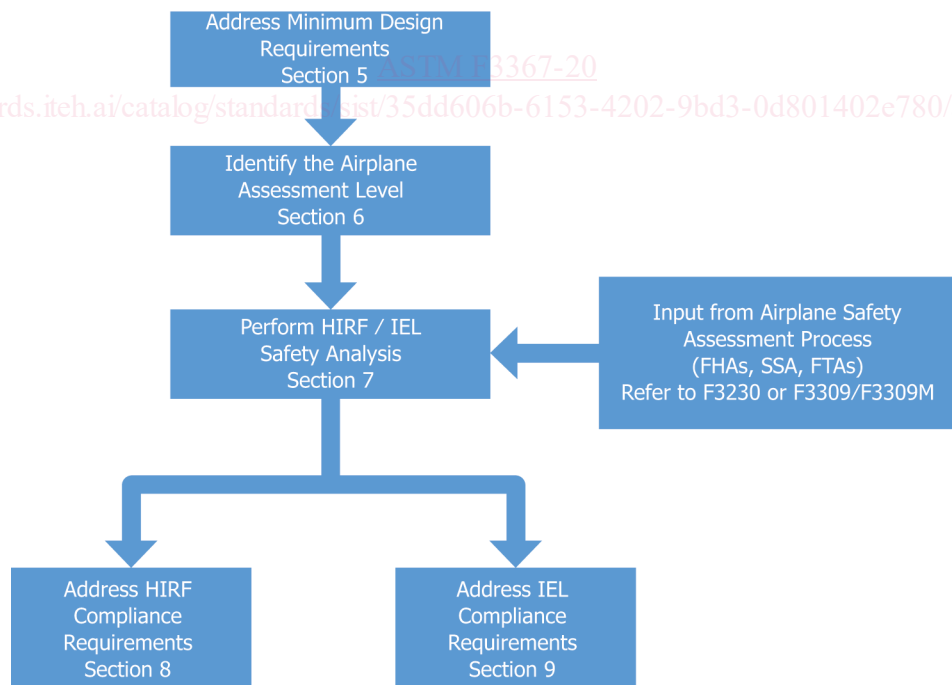 Address Minimum Design
Requirements
Section 5
ASTM F3367-20
rds.iteh.ai/catalog/standards/sist/35dd606b-6153-4202-9bd3-0d801402e780/
Identify the Airplane
Assessment Level
Section 6
Perform HIRF / IEL
Safety Analysis
Section 7
Input from Airplane Safety
Assessment Process
(FHAs, SSA, FTAs)
Refer to F3230 or F3309/F3309M
Address HIRF
Compliance
Requirements
Section 8
Address IEL
Compliance
Requirements
Section 9